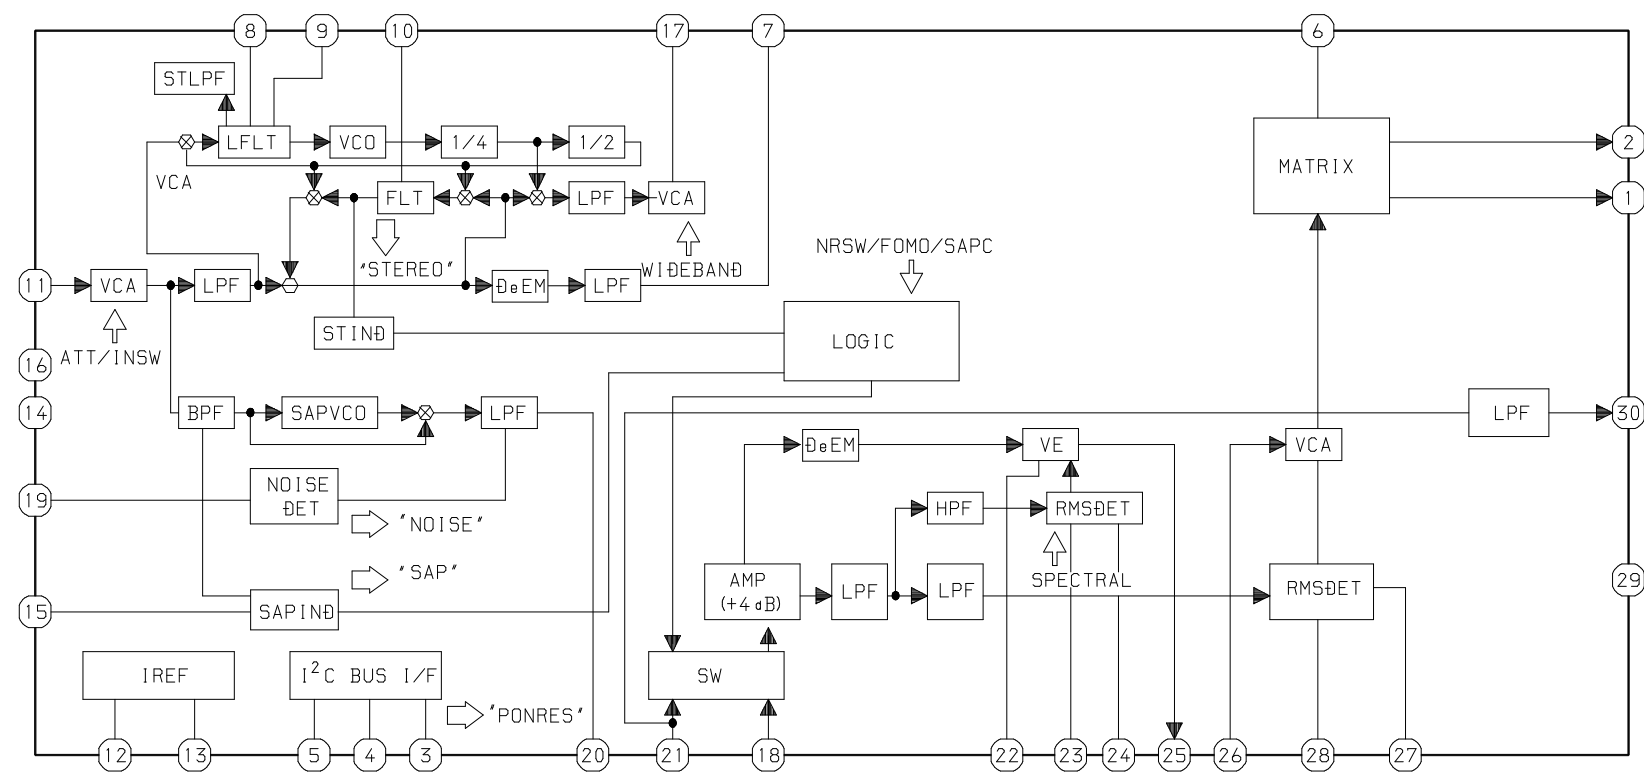 8 9 10 17 7 6
STLPF
LFLT VCO 1/4 1/2 2
MATRIX
VCA
FLT LPF VCA 1
NRSW/FOMO/SAPC
"STEREO" WIDEBAND
11 VCA LPF DeEM LPF
STIND LOGIC
ATT/INSW
16
14 BPF SAPVCO LPF LPF 30
DeEM VE VCA
NOISE
DET
19
"NOISE"
HPF RMSDET
"SAP"
AMP
(+4dB)
LPF LPF
SPECTRAL
RMSDET
29
15 SAPIND
IREF I²C BUS I/F SW
"PONRES"
12 13 5 4 3 20 21 18 22 23 24 25 26 28 27